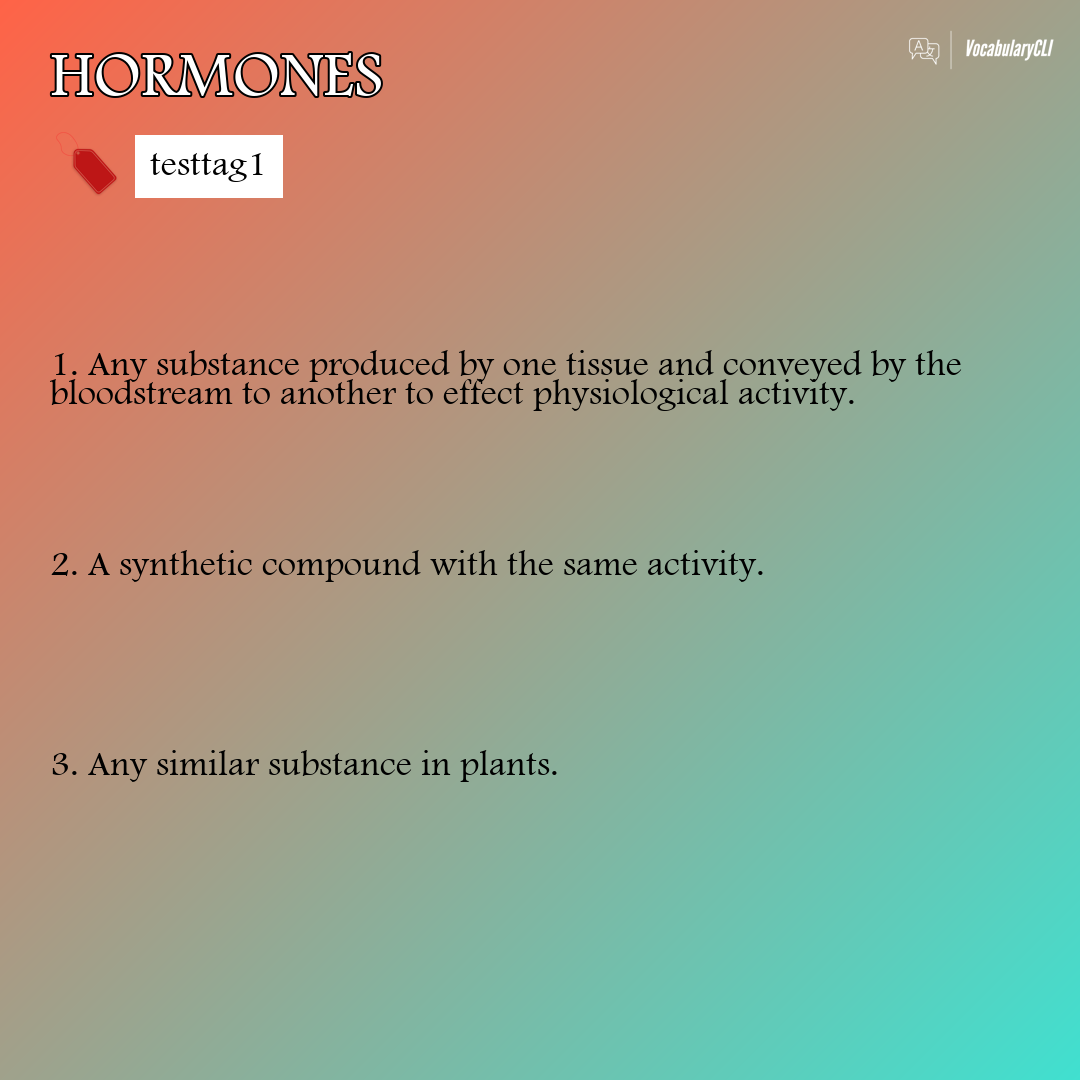 HORMONES
VocabularyCLI
testtag1
1. Any substance produced by one tissue and conveyed by the
bloodstream to another to effect physiological activity.
2. A synthetic compound with the same activity.
3. Any similar substance in plants.